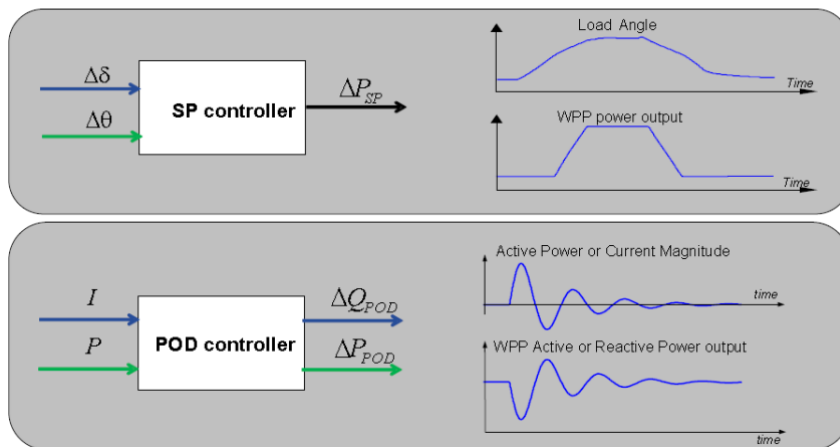 Δδ
Δθ
SP controller
ΔP_SP
Load Angle
Time
WPP power output
Time
I
P
POD controller
ΔQ_POD
ΔP_POD
Active Power or Current Magnitude
time
WPP Active or Reactive Power output
time